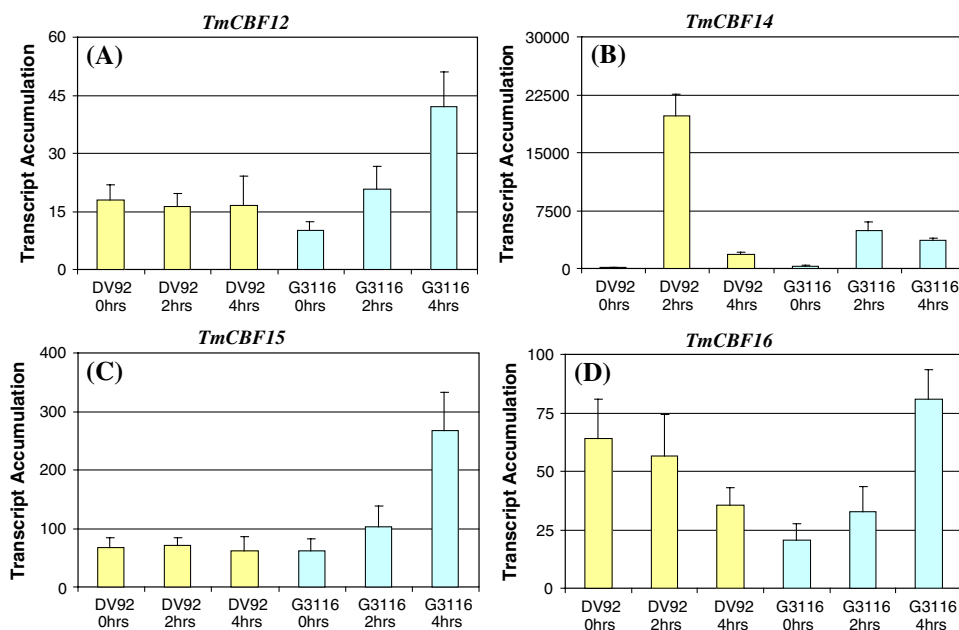 TmCBF12
(A)
Transcript Accumulation
60
45
30
15
0
DV92 DV92 DV92 G3116 G3116 G3116
0hrs 2hrs 4hrs 0hrs 2hrs 4hrs
TmCBF14
(B)
Transcript Accumulation
30000
22500
15000
7500
0
DV92 DV92 DV92 G3116 G3116 G3116
0hrs 2hrs 4hrs 0hrs 2hrs 4hrs
TmCBF15
(C)
Transcript Accumulation
400
300
200
100
0
DV92 DV92 DV92 G3116 G3116 G3116
0hrs 2hrs 4hrs 0hrs 2hrs 4hrs
TmCBF16
(D)
Transcript Accumulation
100
75
50
25
0
DV92 DV92 DV92 G3116 G3116 G3116
0hrs 2hrs 4hrs 0hrs 2hrs 4hrs